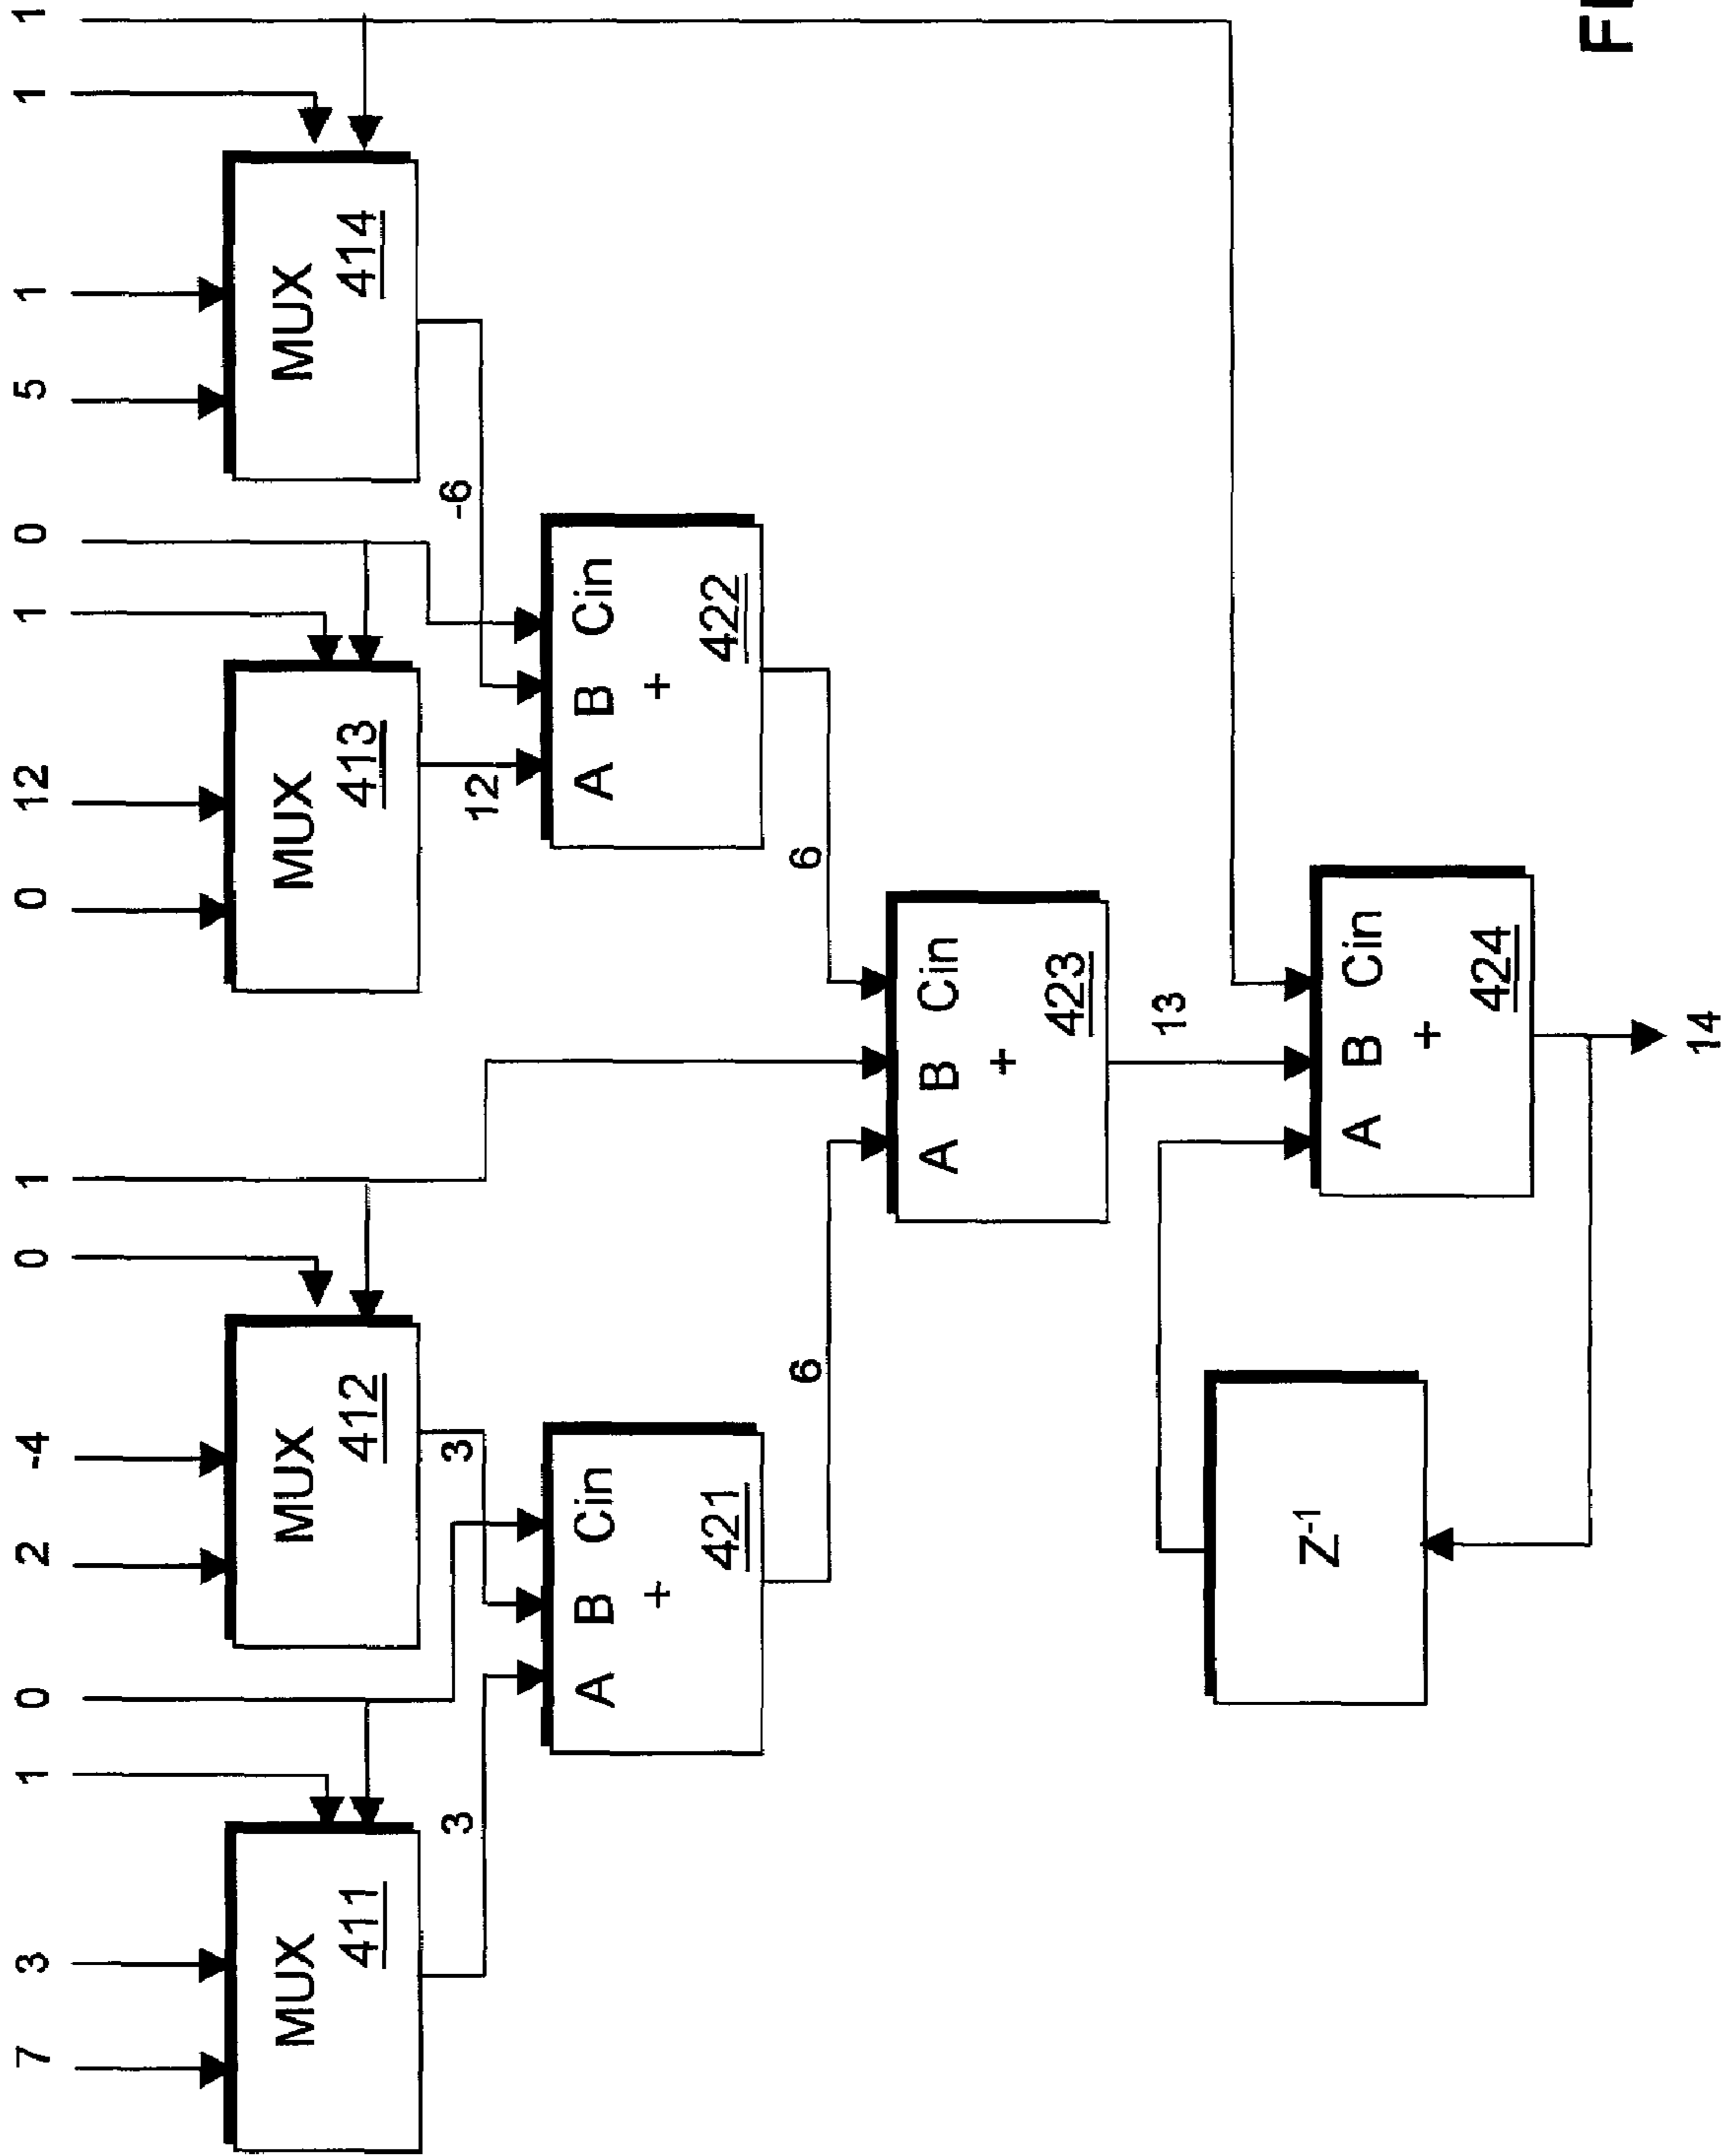 7 3 1 0 2 -4 0 1 0 12 1 0 5 1 1 1
MUX MUX MUX MUX
411 412 413 414
3 3 12 -6
A B Cin A B Cin
+ +
421 422
6 6
A B Cin
+
423
13
Z⁻¹ A B Cin
+
424
14